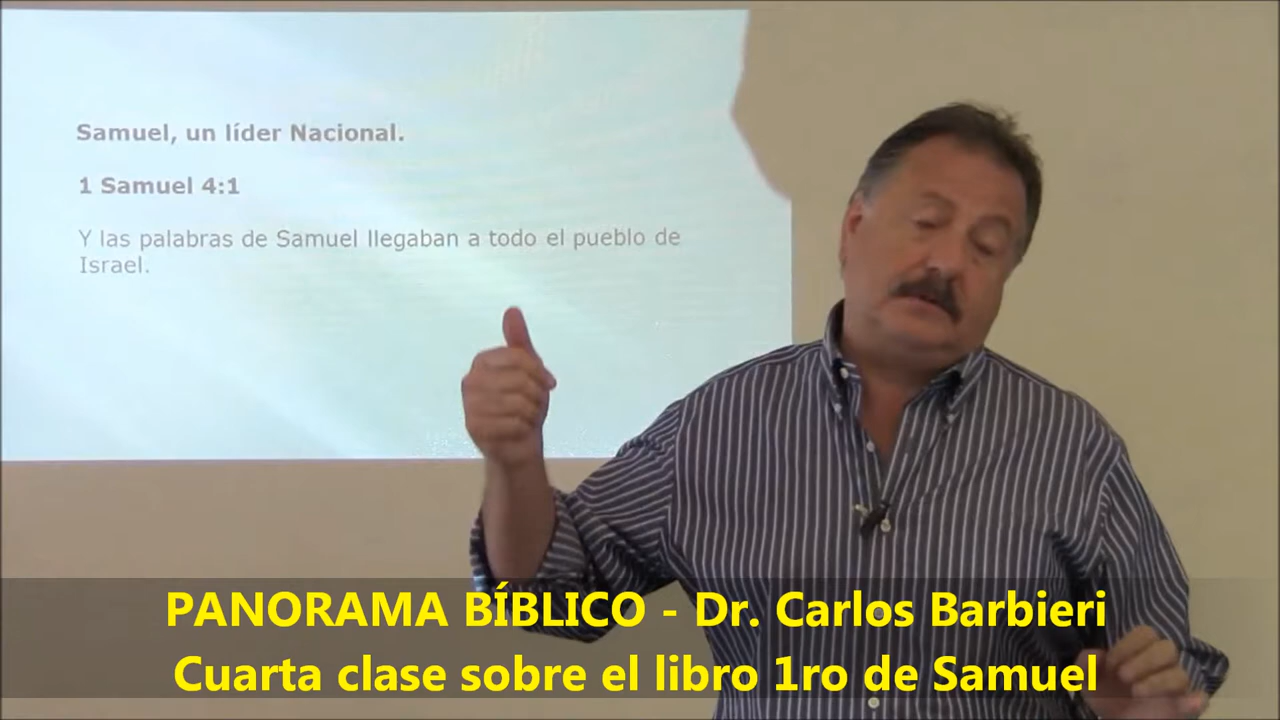 Samuel, un líder Nacional.
1 Samuel 4:1
Y las palabras de Samuel llegaban a todo el pueblo de
Israel.
PANORAMA BÍBLICO - Dr. Carlos Barbieri
Cuarta clase sobre el libro 1ro de Samuel